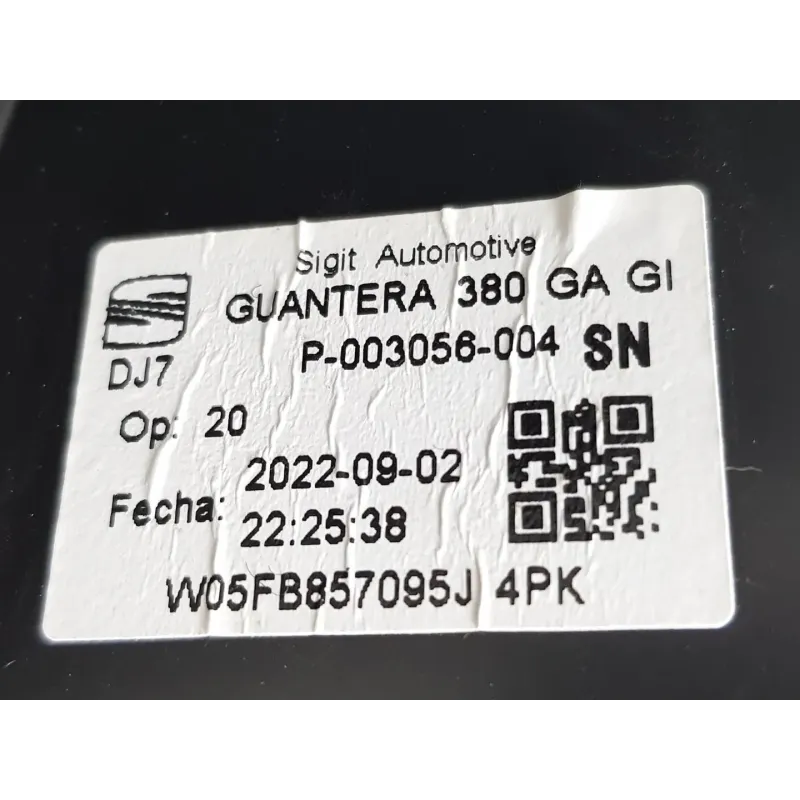 Sigit Automotive
GUANTERA 380 GA GI
P-003056-004 SN
DJ7
Op: 20
Fecha: 2022-09-02
22:25:38
W05FB857095J 4PK